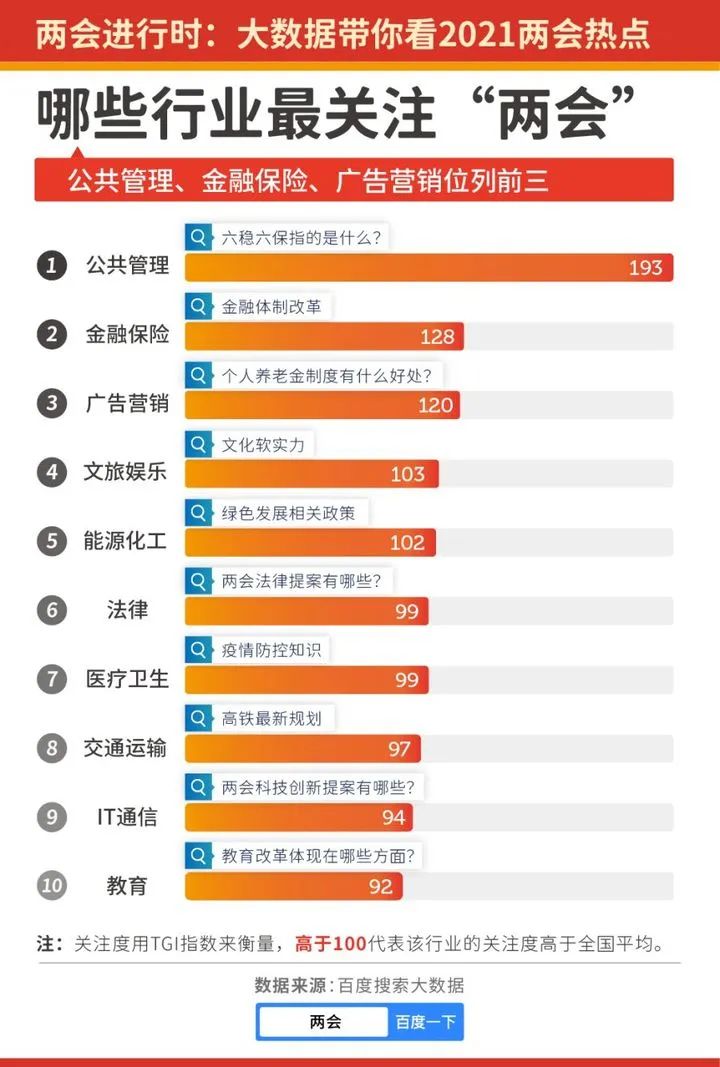 两会进行时：大数据带你看2021两会热点
哪些行业最关注“两会”
公共管理、金融保险、广告营销位列前三
六稳六保指的是什么？
1 公共管理 193
金融体制改革
2 金融保险 128
个人养老金制度有什么好处？
3 广告营销 120
文化软实力
4 文旅娱乐 103
绿色发展相关政策
5 能源化工 102
两会法律提案有哪些？
6 法律 99
疫情防控知识
7 医疗卫生 99
高铁最新规划
8 交通运输 97
两会科技创新提案有哪些？
9 IT通信 94
教育改革体现在哪些方面？
10 教育 92
注：关注度用TGI指数来衡量，高于100代表该行业的关注度高于全国平均。
数据来源：百度搜索大数据
两会 百度一下